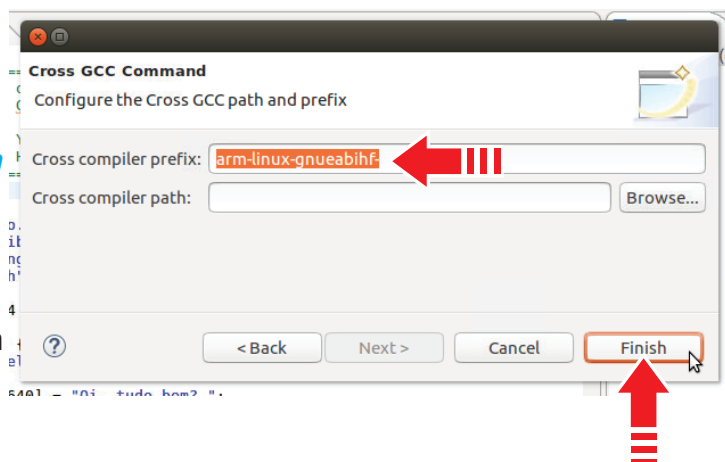 Cross GCC Command
Configure the Cross GCC path and prefix
Cross compiler prefix: arm-linux-gnueabihf-
Cross compiler path: Browse...
? < Back Next > Cancel Finish
= "Oi, tudo bom? ";